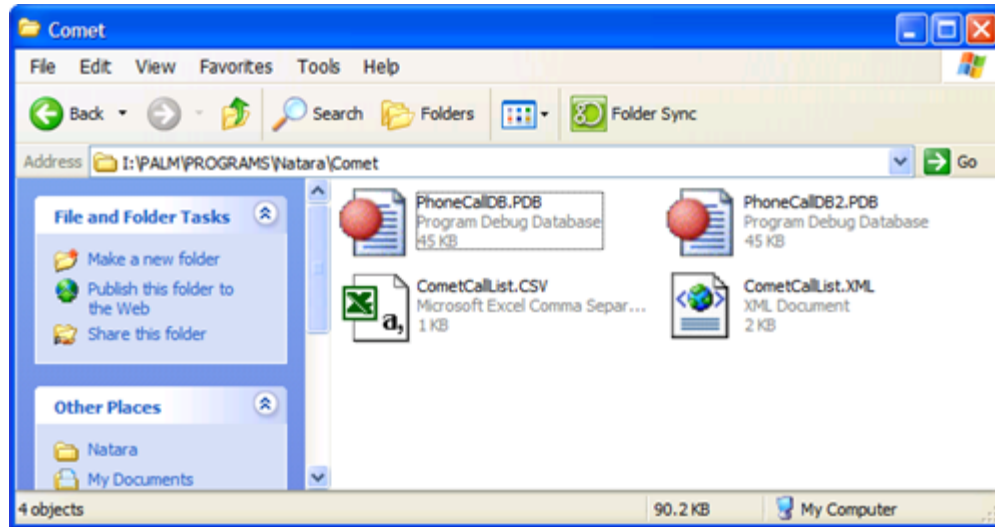 Comet
File Edit View Favorites Tools Help
Back Search Folders Folder Sync
Address I:\PALM\PROGRAMS\Natara\Comet Go
File and Folder Tasks
Make a new folder
Publish this folder to
the Web
Share this folder
Other Places
Natara
My Documents
PhoneCallDB.PDB
Program Debug Database
45 KB
PhoneCallDB2.PDB
Program Debug Database
45 KB
CometCallList.CSV
Microsoft Excel Comma Separ...
1 KB
CometCallList.XML
XML Document
2 KB
4 objects 90.2 KB My Computer